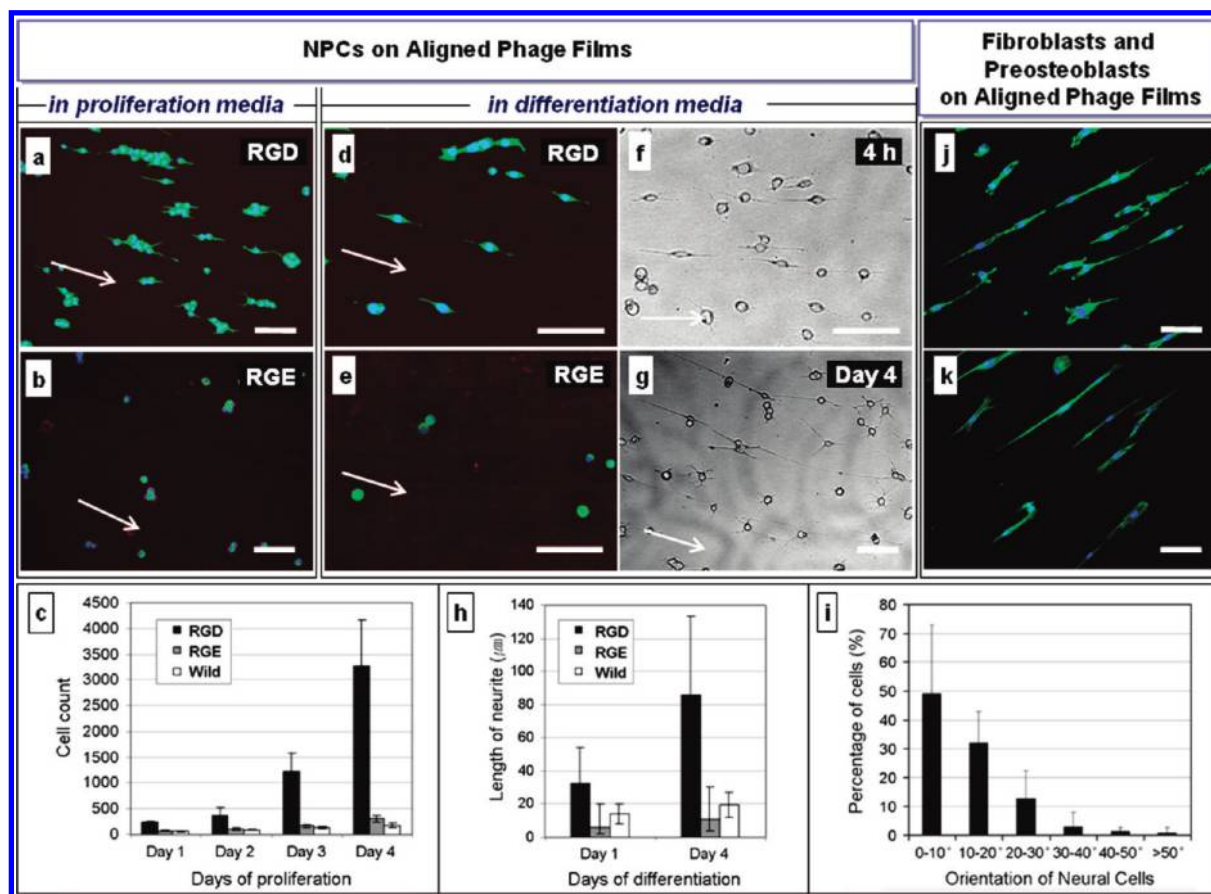 NPCs on Aligned Phage Films
Fibroblasts and
Preosteoblasts
on Aligned Phage Films
in proliferation media
in differentiation media
a
RGD
d
RGD
f
4 h
j
b
RGE
e
RGE
g
Day 4
k
c
4500
4000
3500
3000
2500
2000
1500
1000
500
0
Cell count
RGD
RGE
Wild
Day 1
Day 2
Day 3
Day 4
Days of proliferation
h
140
120
100
80
60
40
20
0
Length of neurite (㎛)
RGD
RGE
Wild
Day 1
Day 4
Days of differentiation
i
80
70
60
50
40
30
20
10
0
Percentage of cells (%)
0-10˚
10-20˚
20-30˚
30-40˚
40-50˚
>50˚
Orientation of Neural Cells